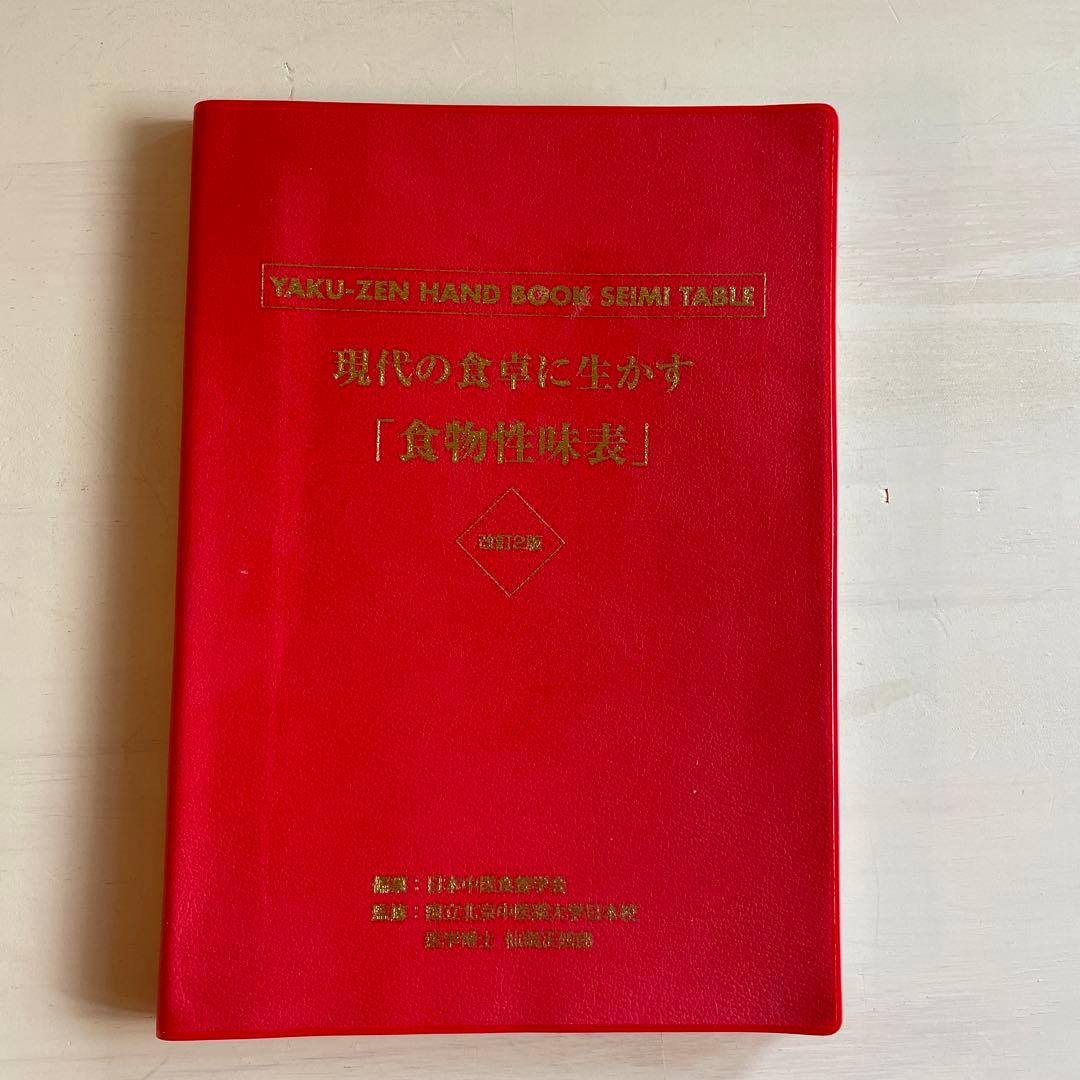 YAKU-ZEN HAND BOOK SEIMI TABLE
現代の食卓に生かす
「食物性味表」
改訂2版
編集：日本中医食養学会
監修：国立北京中医薬大学日本校
医学博士 仙頭正四郎